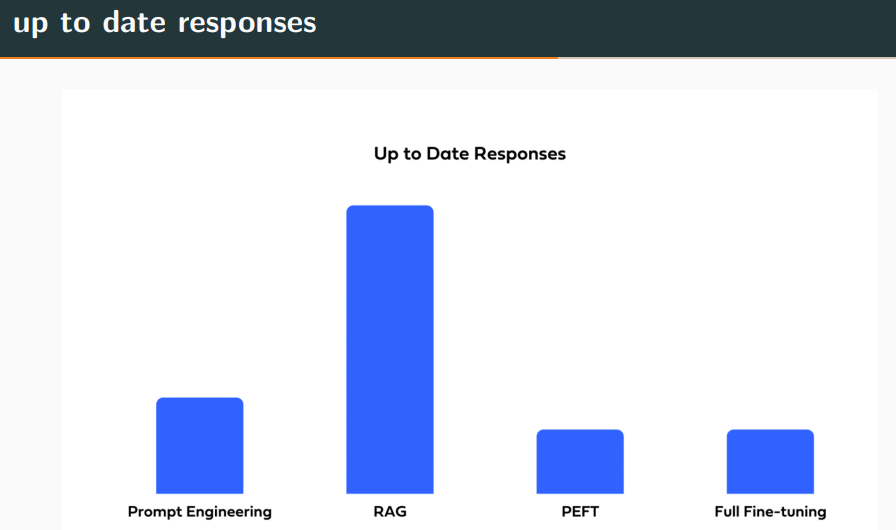 up to date responses
Up to Date Responses
Prompt Engineering RAG PEFT Full Fine-tuning